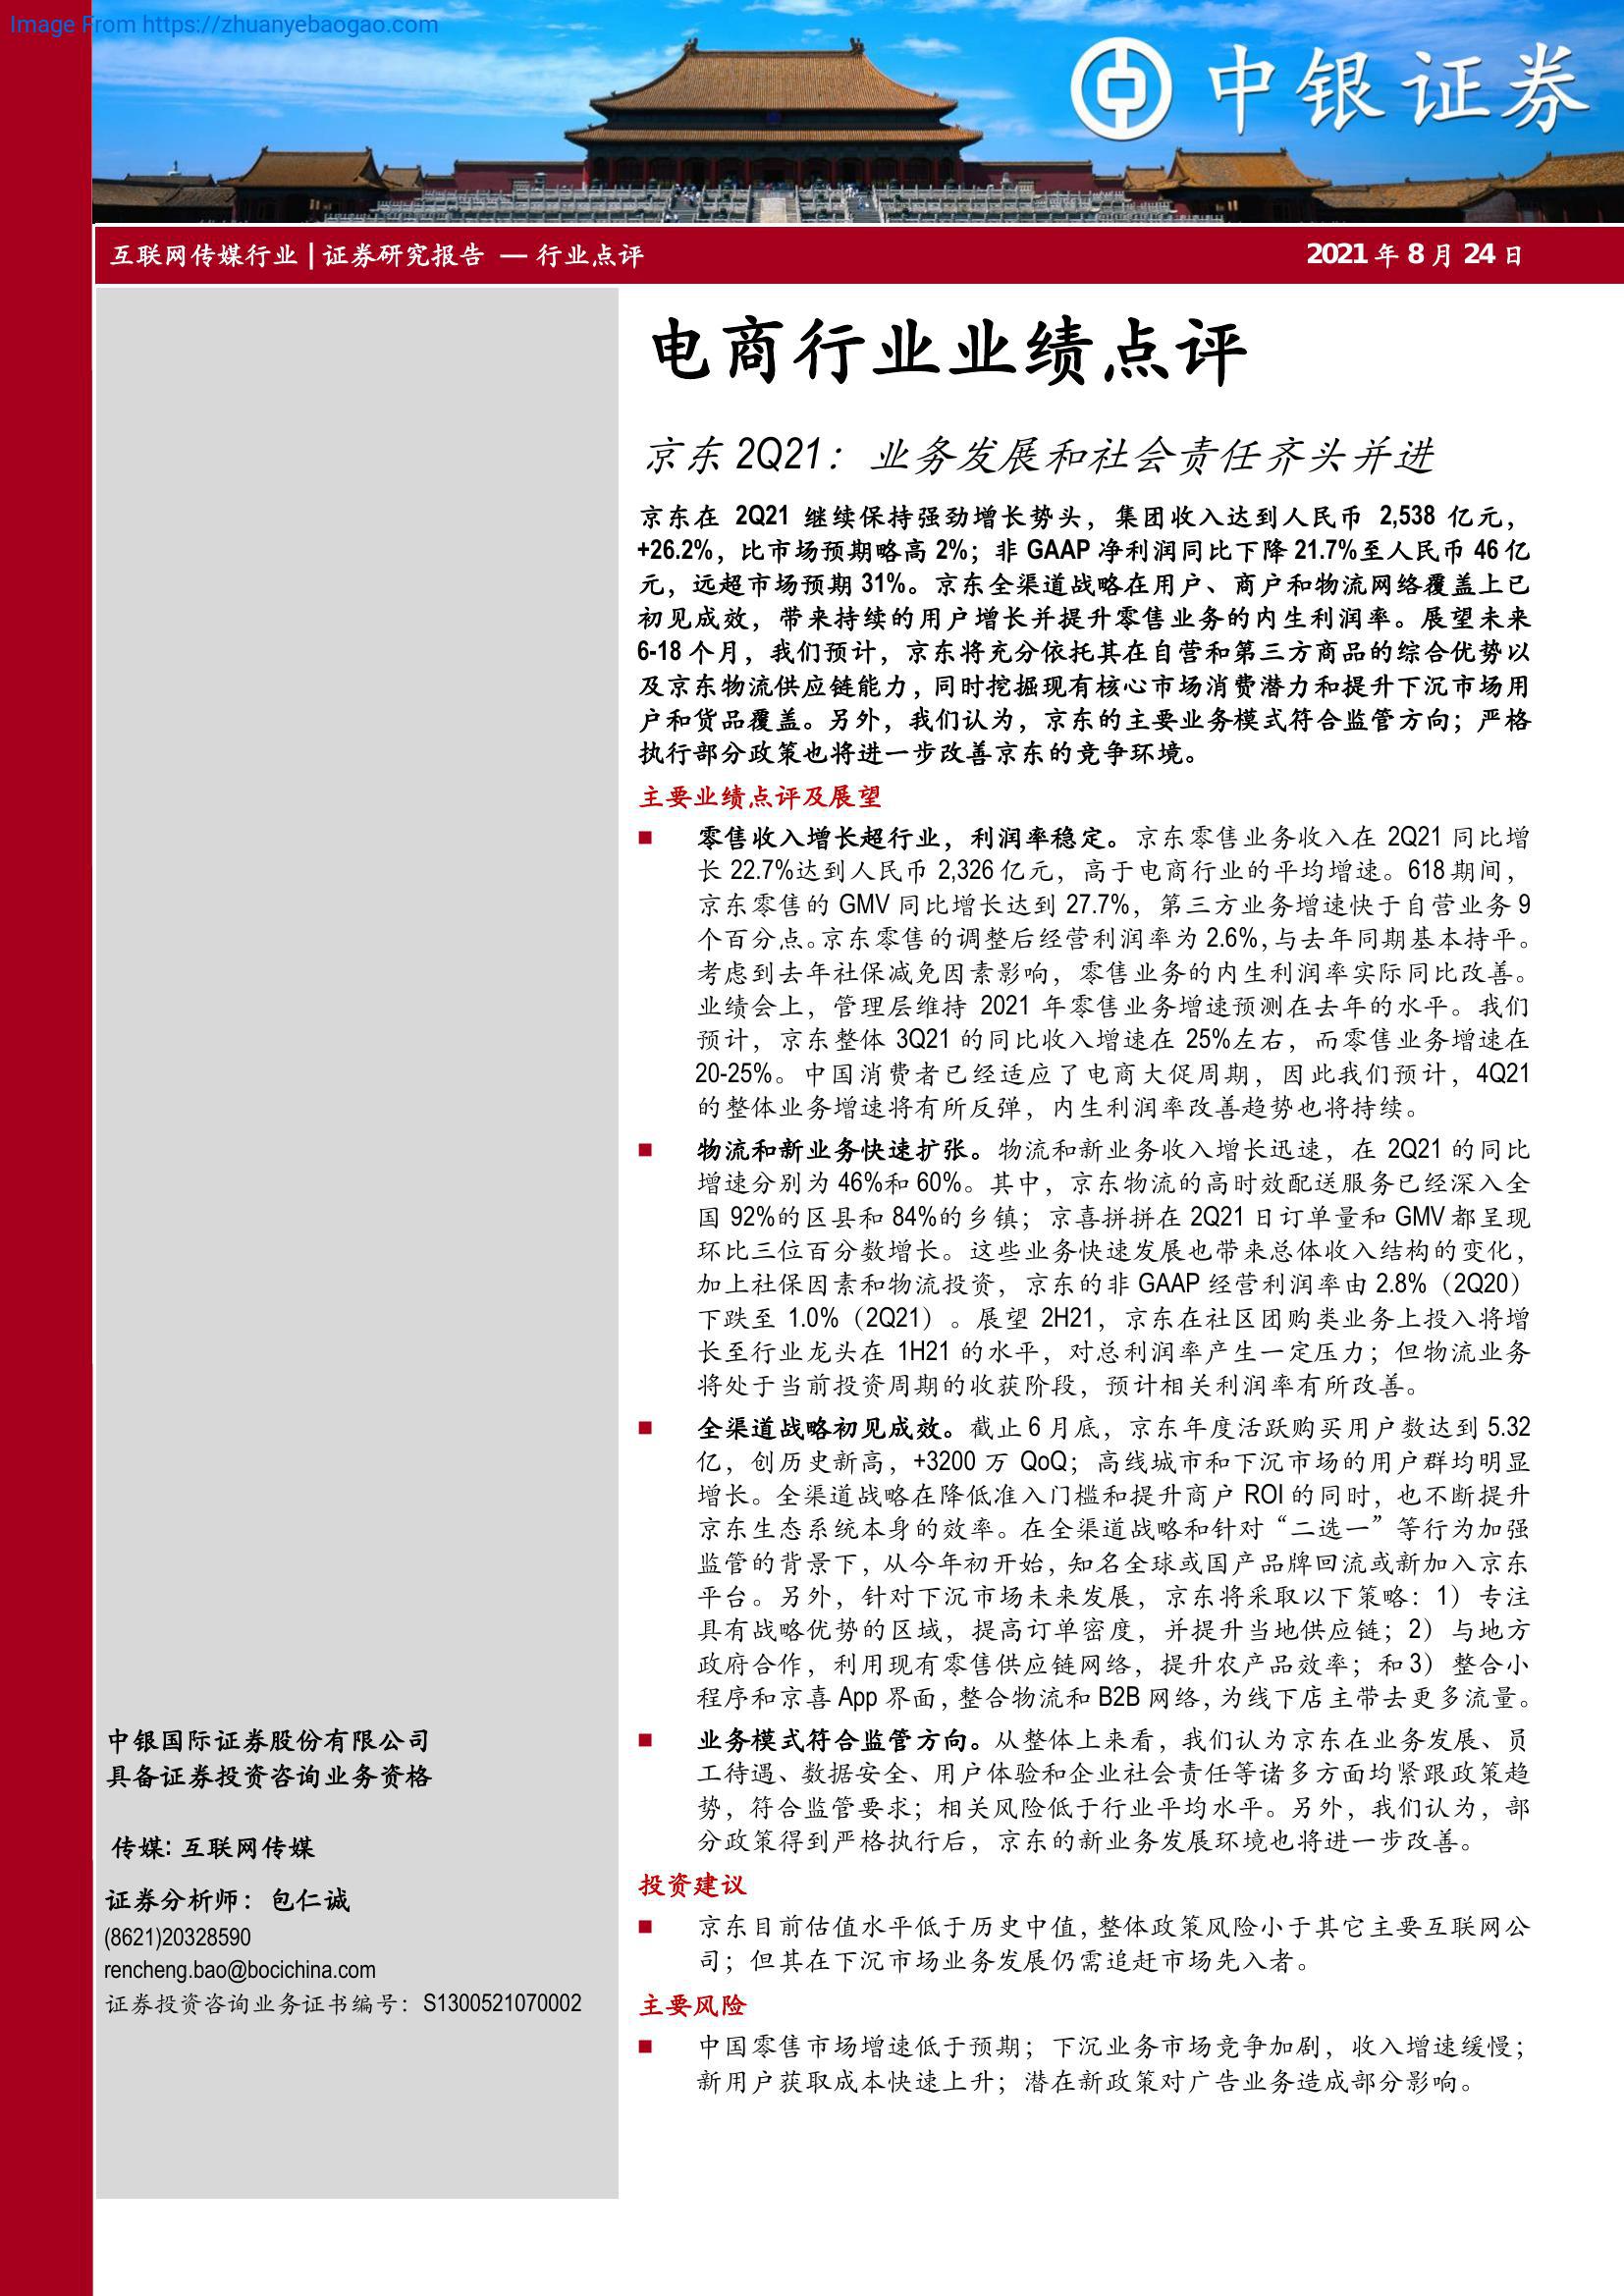 Image From https://zhuanyebaogao.com
中银证券
互联网传媒行业 | 证券研究报告 — 行业点评
2021 年 8 月 24 日
电商行业业绩点评
京东 2Q21：业务发展和社会责任齐头并进
京东在 2Q21 继续保持强劲增长势头，集团收入达到人民币 2,538 亿元，
+26.2%，比市场预期略高 2%；非 GAAP 净利润同比下降 21.7%至人民币 46 亿
元，远超市场预期 31%。京东全渠道战略在用户、商户和物流网络覆盖上已
初见成效，带来持续的用户增长并提升零售业务的内生利润率。展望未来
6-18 个月，我们预计，京东将充分依托其在自营和第三方商品的综合优势以
及京东物流供应链能力，同时挖掘现有核心市场消费潜力和提升下沉市场用
户和货品覆盖。另外，我们认为，京东的主要业务模式符合监管方向；严格
执行部分政策也将进一步改善京东的竞争环境。
主要业绩点评及展望
■ 零售收入增长超行业，利润率稳定。京东零售业务收入在 2Q21 同比增
长 22.7%达到人民币 2,326 亿元，高于电商行业的平均增速。618 期间，
京东零售的 GMV 同比增长达到 27.7%，第三方业务增速快于自营业务 9
个百分点。京东零售的调整后经营利润率为 2.6%，与去年同期基本持平。
考虑到去年社保减免因素影响，零售业务的内生利润率实际同比改善。
业绩会上，管理层维持 2021 年零售业务增速预测在去年的水平。我们
预计，京东整体 3Q21 的同比收入增速在 25%左右，而零售业务增速在
20-25%。中国消费者已经适应了电商大促周期，因此我们预计，4Q21
的整体业务增速将有所反弹，内生利润率改善趋势也将持续。
■ 物流和新业务快速扩张。物流和新业务收入增长迅速，在 2Q21 的同比
增速分别为 46%和 60%。其中，京东物流的高时效配送服务已经深入全
国 92%的区县和 84%的乡镇；京喜拼拼在 2Q21 日订单量和 GMV 都呈现
环比三位百分数增长。这些业务快速发展也带来总体收入结构的变化，
加上社保因素和物流投资，京东的非 GAAP 经营利润率由 2.8%（2Q20）
下跌至 1.0%（2Q21）。展望 2H21，京东在社区团购类业务上投入将增
长至行业龙头在 1H21 的水平，对总利润率产生一定压力；但物流业务
将处于当前投资周期的收获阶段，预计相关利润率有所改善。
■ 全渠道战略初见成效。截止 6 月底，京东年度活跃购买用户数达到 5.32
亿，创历史新高，+3200 万 QoQ；高线城市和下沉市场的用户群均明显
增长。全渠道战略在降低准入门槛和提升商户 ROI 的同时，也不断提升
京东生态系统本身的效率。在全渠道战略和针对“二选一”等行为加强
监管的背景下，从今年初开始，知名全球或国产品牌回流或新加入京东
平台。另外，针对下沉市场未来发展，京东将采取以下策略：1）专注
具有战略优势的区域，提高订单密度，并提升当地供应链；2）与地方
政府合作，利用现有零售供应链网络，提升农产品效率；和 3）整合小
程序和京喜 App 界面，整合物流和 B2B 网络，为线下店主带去更多流量。
■ 业务模式符合监管方向。从整体上来看，我们认为京东在业务发展、员
工待遇、数据安全、用户体验和企业社会责任等诸多方面均紧跟政策趋
势，符合监管要求；相关风险低于行业平均水平。另外，我们认为，部
分政策得到严格执行后，京东的新业务发展环境也将进一步改善。
投资建议
■ 京东目前估值水平低于历史中值，整体政策风险小于其它主要互联网公
司；但其在下沉市场业务发展仍需追赶市场先入者。
主要风险
■ 中国零售市场增速低于预期；下沉业务市场竞争加剧，收入增速缓慢；
新用户获取成本快速上升；潜在新政策对广告业务造成部分影响。
中银国际证券股份有限公司
具备证券投资咨询业务资格
传媒: 互联网传媒
证券分析师：包仁诚
(8621)20328590
rencheng.bao@bocichina.com
证券投资咨询业务证书编号：S1300521070002